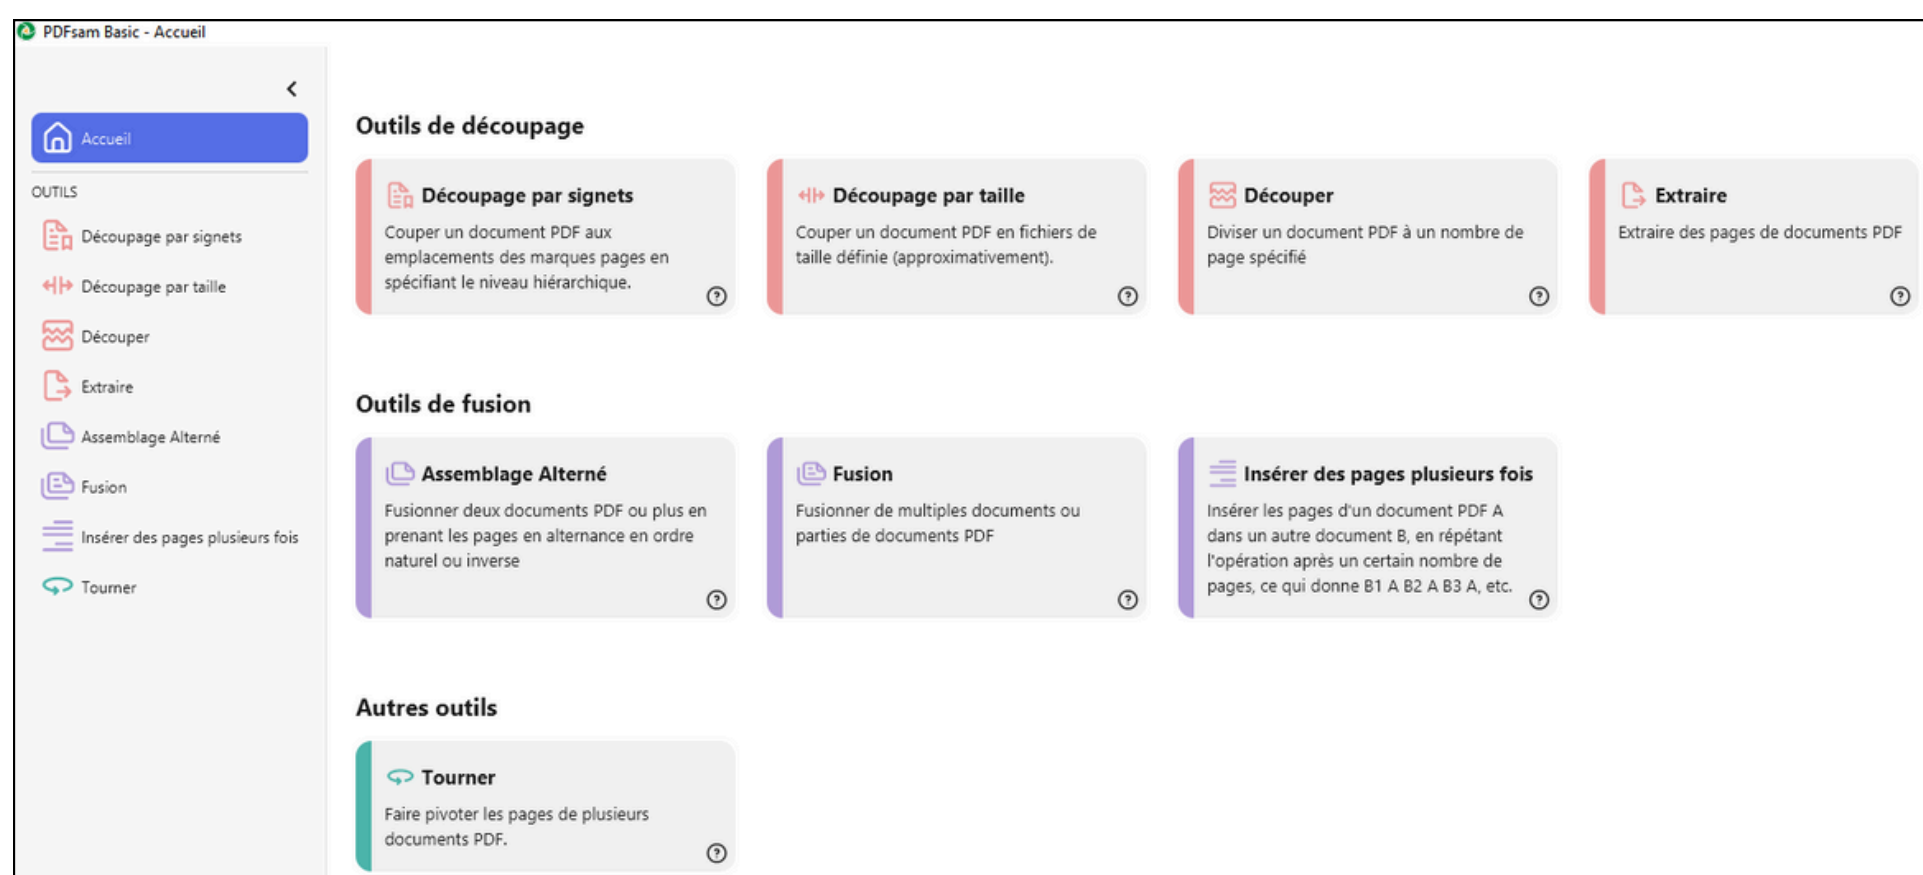 PDFsam Basic - Accueil
Accueil
OUTILS
Découpage par signets
Découpage par taille
Découper
Extraire
Assemblage Alterné
Fusion
Insérer des pages plusieurs fois
Tourner
Outils de découpage
Découpage par signets
Couper un document PDF aux
emplacements des marques pages en
spécifiant le niveau hiérarchique.
Découpage par taille
Couper un document PDF en fichiers de
taille définie (approximativement).
Découper
Diviser un document PDF à un nombre de
page spécifié
Extraire
Extraire des pages de documents PDF
Outils de fusion
Assemblage Alterné
Fusionner deux documents PDF ou plus en
prenant les pages en alternance en ordre
naturel ou inverse
Fusion
Fusionner de multiples documents ou
parties de documents PDF
Insérer des pages plusieurs fois
Insérer les pages d'un document PDF A
dans un autre document B, en répétant
l'opération après un certain nombre de
pages, ce qui donne B1 A B2 A B3 A, etc.
Autres outils
Tourner
Faire pivoter les pages de plusieurs
documents PDF.